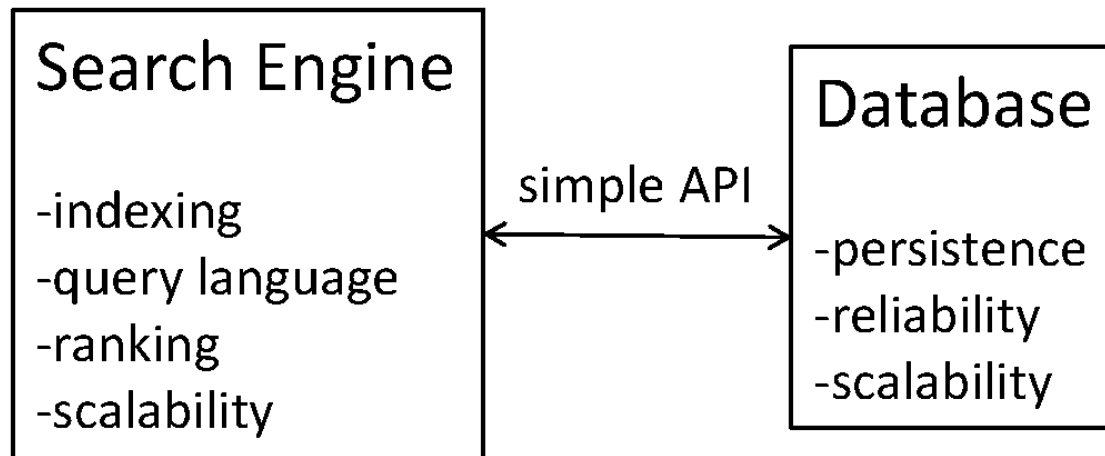 Search Engine
-indexing
-query language
-ranking
-scalability
simple API
Database
-persistence
-reliability
-scalability